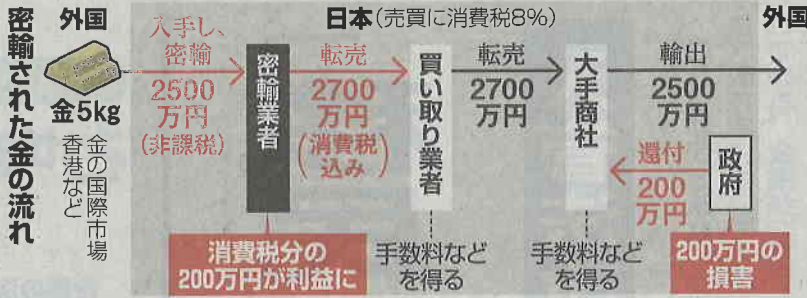 密輸された金の流れ
外国
金5kg
金の国際市場
香港など
入手し、
密輸
2500
万円
(非課税)
日本(売買に消費税8%)
密輸業者
消費税分の
200万円が利益に
転売
2700
万円
(消費税
込み)
買い取り業者
手数料など
を得る
転売
2700
万円
大手商社
手数料など
を得る
輸出
2500
万円
還付
200
万円
政府
200万円の
損害
外国